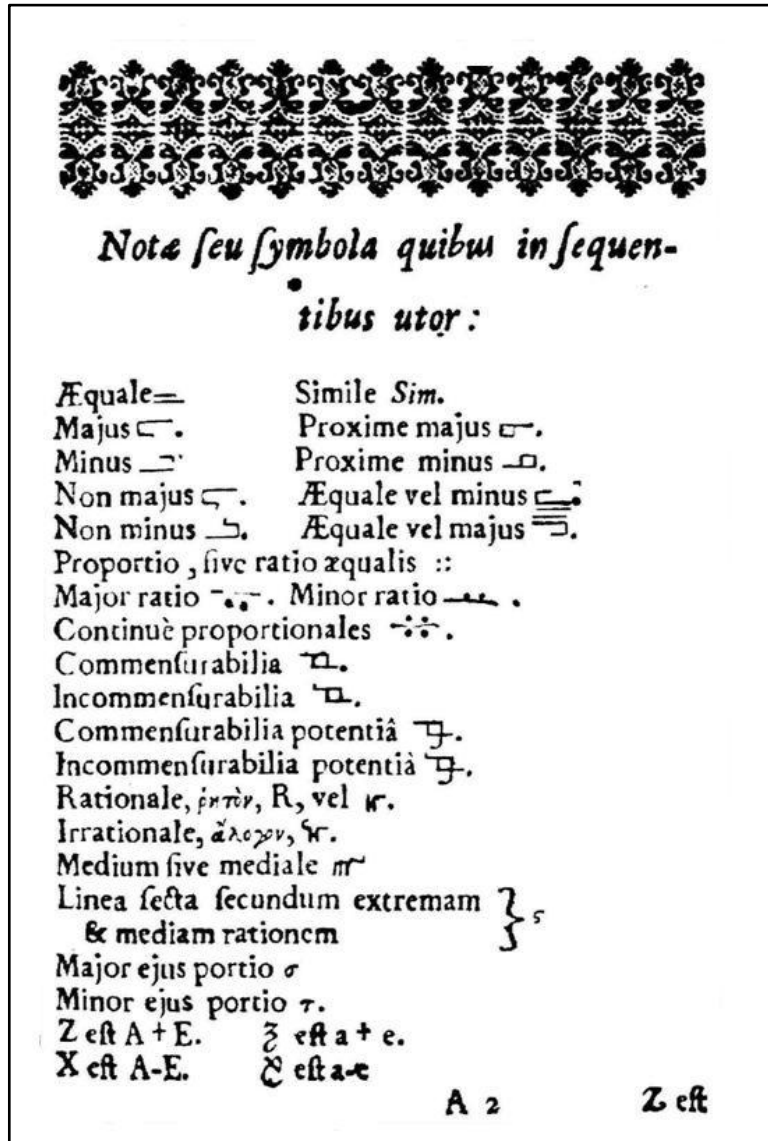 Notæ ſeu ſymbola quibus in ſequen-
tibus utor:
Æquale = Simile Sim.
Majus ⊏. Proxime majus
Minus Proxime minus
Non majus Æquale vel minus
Non minus Æquale vel majus
Proportio, ſive ratio æqualis ::
Major ratio Minor ratio
Continuè proportionales
Commenſurabilia
Incommenſurabilia
Commenſurabilia potentiâ
Incommenſurabilia potentiâ
Rationale, ῥητὸν, R, vel
Irrationale, ἄλογον,
Medium ſive mediale
Linea ſecta ſecundum extremam
& mediam rationem
Major ejus portio σ
Minor ejus portio τ.
Z eſt A + E. eſt a + e.
X eſt A-E. eſt a-e
A 2 Z eſt